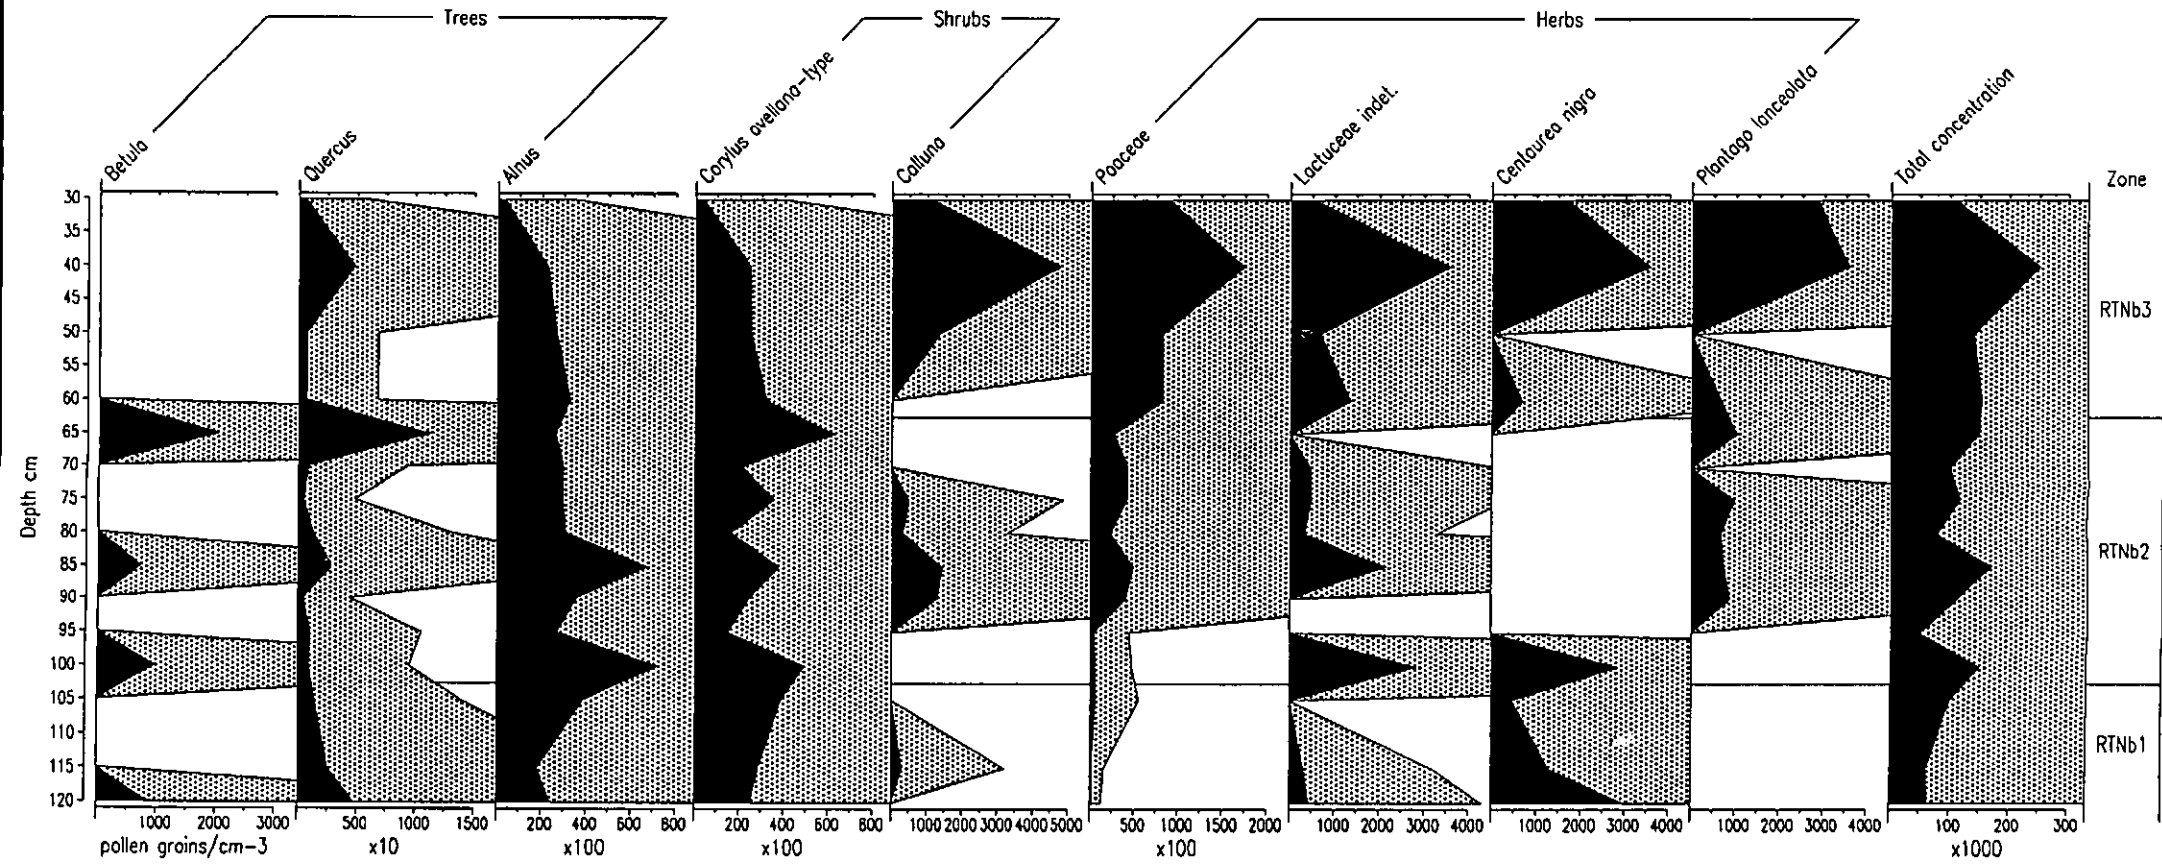 Trees
Shrubs
Herbs
Betula
Quercus
Alnus
Corylus avellana-type
Calluna
Poaceae
Lactuceae indet.
Centaurea nigra
Plantago lanceolata
Total concentration
Zone
30
35
40
45
50
55
60
65
70
75
80
85
90
95
100
105
110
115
120
Depth cm
RTNb3
RTNb2
RTNb1
1000 2000 3000
500 1000 1500
200 400 600 800
200 400 600 800
1000 2000 3000 4000 5000
500 1000 1500 2000
1000 2000 3000 4000
1000 2000 3000 4000
1000 2000 3000 4000
100 200 300
pollen grains/cm-3
x10
x100
x100
x100
x1000